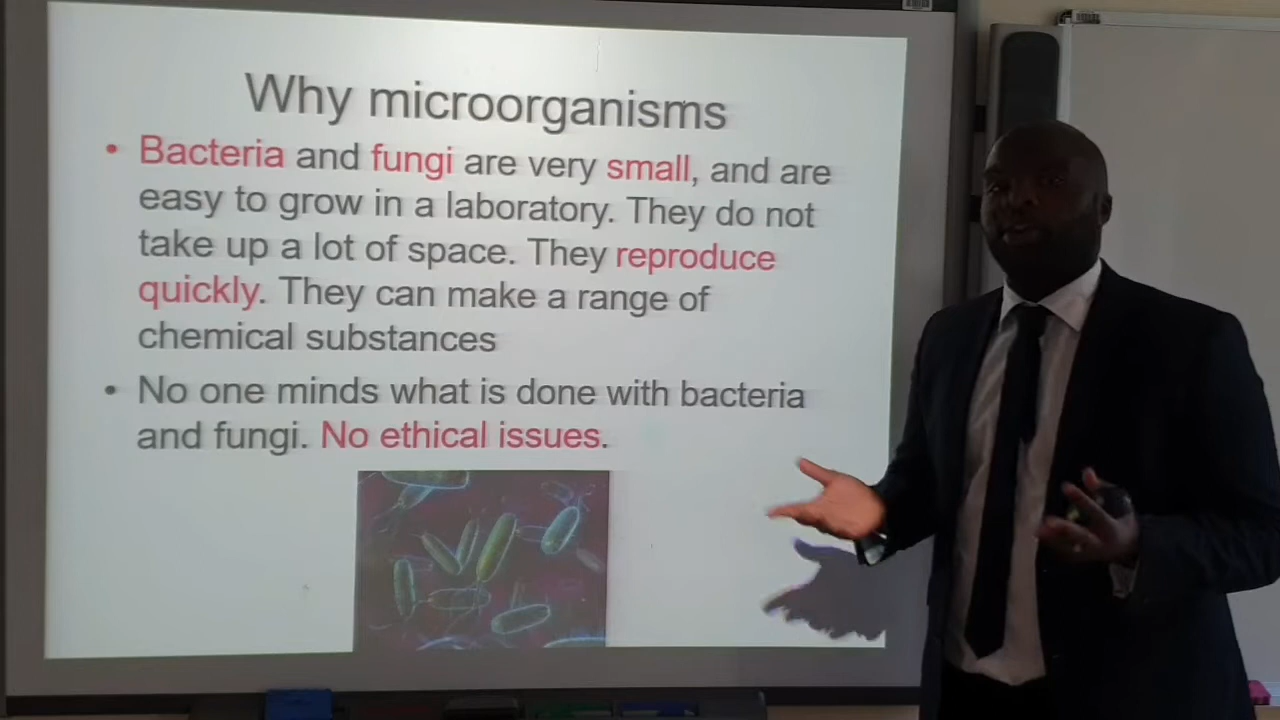 Why microorganisms
• Bacteria and fungi are very small, and are
easy to grow in a laboratory. They do not
take up a lot of space. They reproduce
quickly. They can make a range of
chemical substances
• No one minds what is done with bacteria
and fungi. No ethical issues.